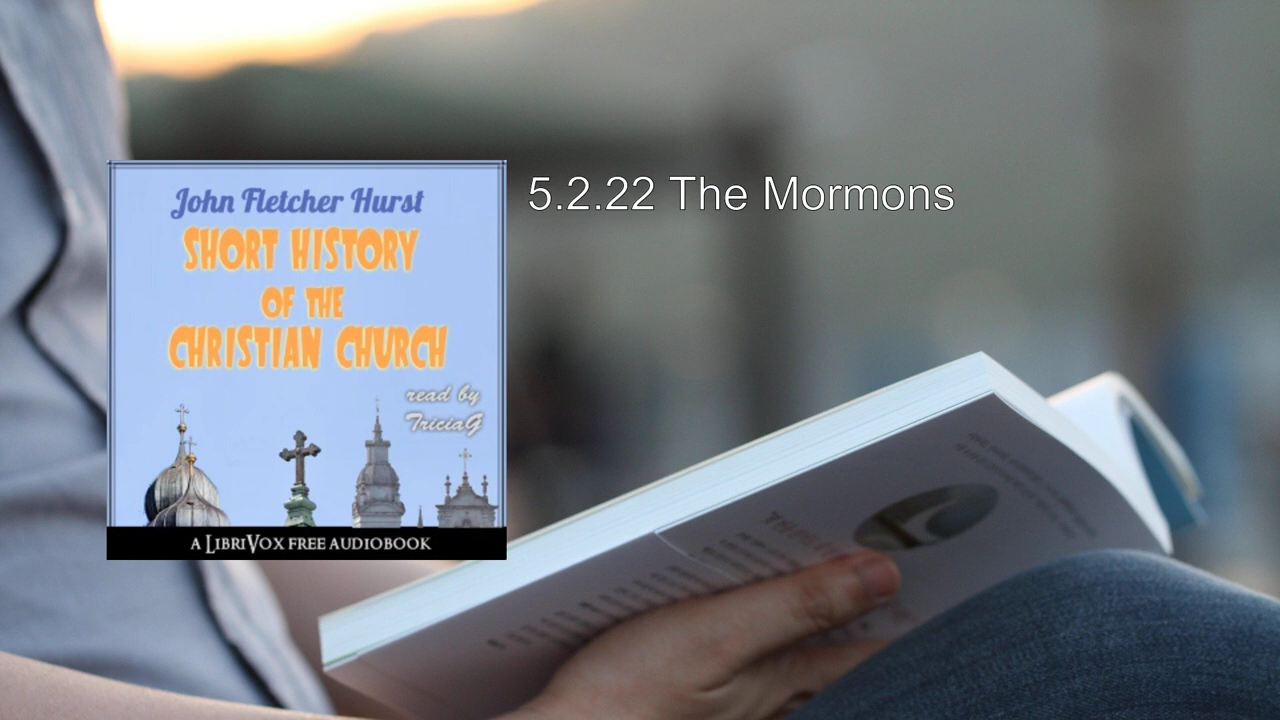 John Fletcher Hurst
SHORT HISTORY
OF THE
CHRISTIAN CHURCH
read by
TriciaG
A LIBRIVOX FREE AUDIOBOOK
5.2.22 The Mormons